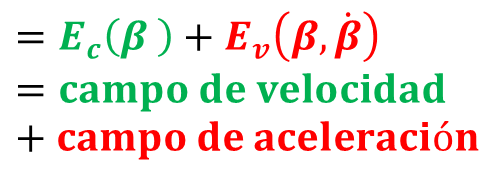 = E_c(β ) + E_v(β, β̇)
= campo de velocidad
+ campo de aceleración